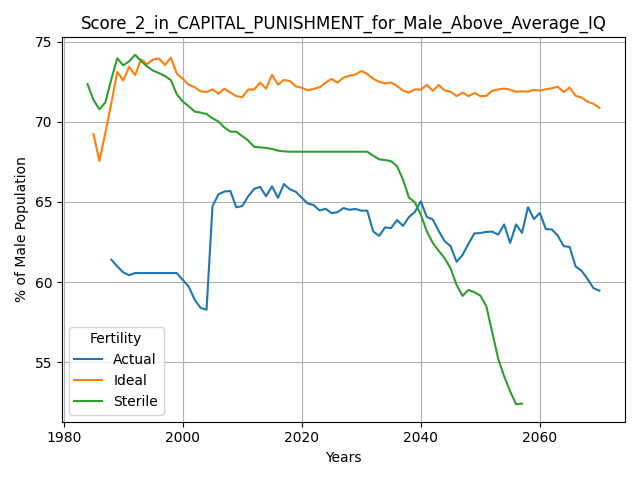 Score_2_in_CAPITAL_PUNISHMENT_for_Male_Above_Average_IQ
% of Male Population
75
70
65
60
55
Fertility
Actual
Ideal
Sterile
1980 2000 2020 2040 2060
Years